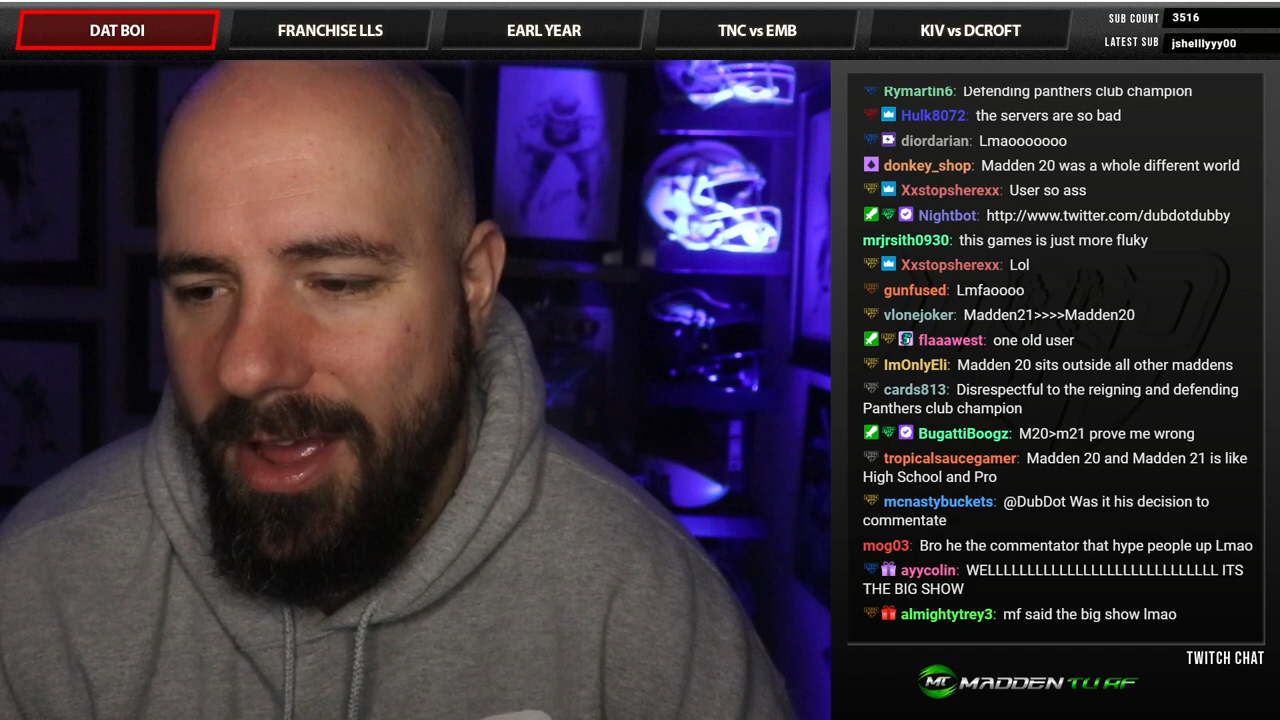 DAT BOI
FRANCHISE LLS
EARL YEAR
TNC vs EMB
KIV vs DCROFT
SUB COUNT 3516
LATEST SUB jshelllyyy00
Rymartin6: Defending panthers club champion
Hulk8072: the servers are so bad
diordarian: Lmaooooooo
donkey_shop: Madden 20 was a whole different world
Xxstopsherexx: User so ass
Nightbot: http://www.twitter.com/dubdotdubby
mrjrsith0930: this games is just more fluky
Xxstopsherexx: Lol
gunfused: Lmfaoooo
vlonejoker: Madden21>>>>Madden20
flaaawest: one old user
ImOnlyEli: Madden 20 sits outside all other maddens
cards813: Disrespectful to the reigning and defending
Panthers club champion
BugattiBoogz: M20>m21 prove me wrong
tropicalsaucegamer: Madden 20 and Madden 21 is like
High School and Pro
mcnastybuckets: @DubDot Was it his decision to
commentate
mog03: Bro he the commentator that hype people up Lmao
ayycolin: WELLLLLLLLLLLLLLLLLLLLLLLLLLLL ITS
THE BIG SHOW
almightytrey3: mf said the big show lmao
TWITCH CHAT
MC MADDEN TURF